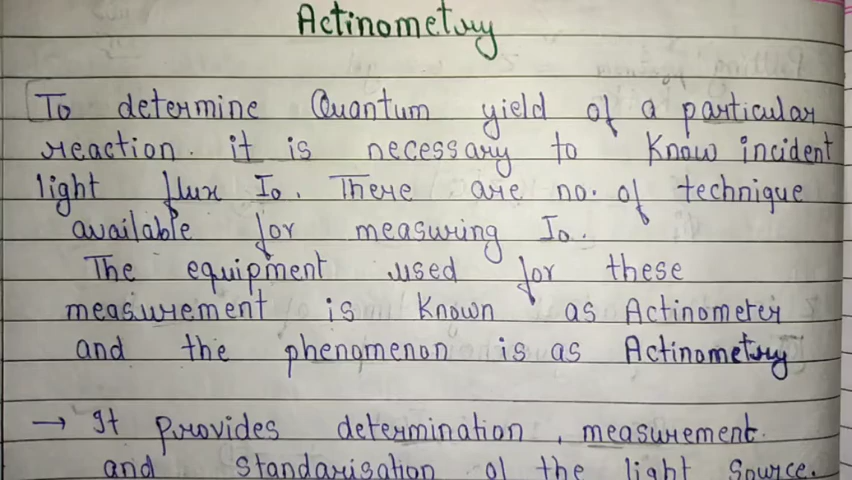 Actinometry
To determine Quantum yield of a particular
reaction. it is necessary to know incident
light flux I₀. There are no. of technique
available for measuring I₀.
The equipment used for these
measurement is known as Actinometer
and the phenomenon is as Actinometry
→ It provides determination, measurement.
and standarisation of the light source.